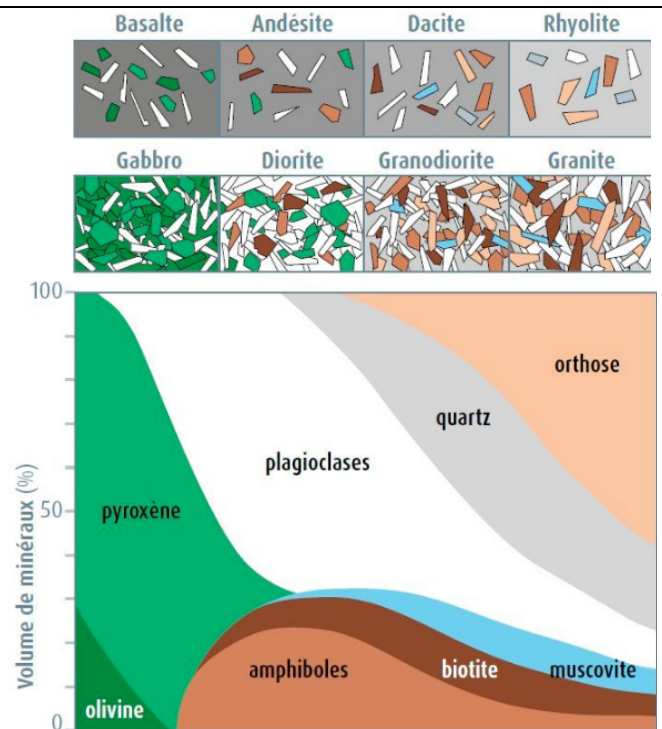 Basalte Andésite Dacite Rhyolite
Gabbro Diorite Granodiorite Granite
100
orthose
quartz
plagioclases
pyroxène
50
Volume de minéraux (%)
amphiboles biotite muscovite
olivine
0